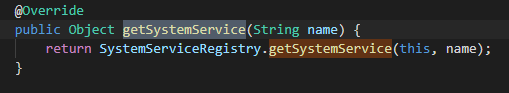 @Override
public Object getSystemService(String name) {
    return SystemServiceRegistry.getSystemService(this, name);
}